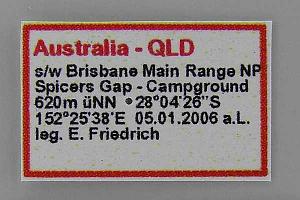 Australia - QLD
s/w Brisbane Main Range NP
Spicers Gap - Campground
620m üNN °28°04'26"S
152°25'38'E 05.01.2006 a.L.
leg. E. Friedrich